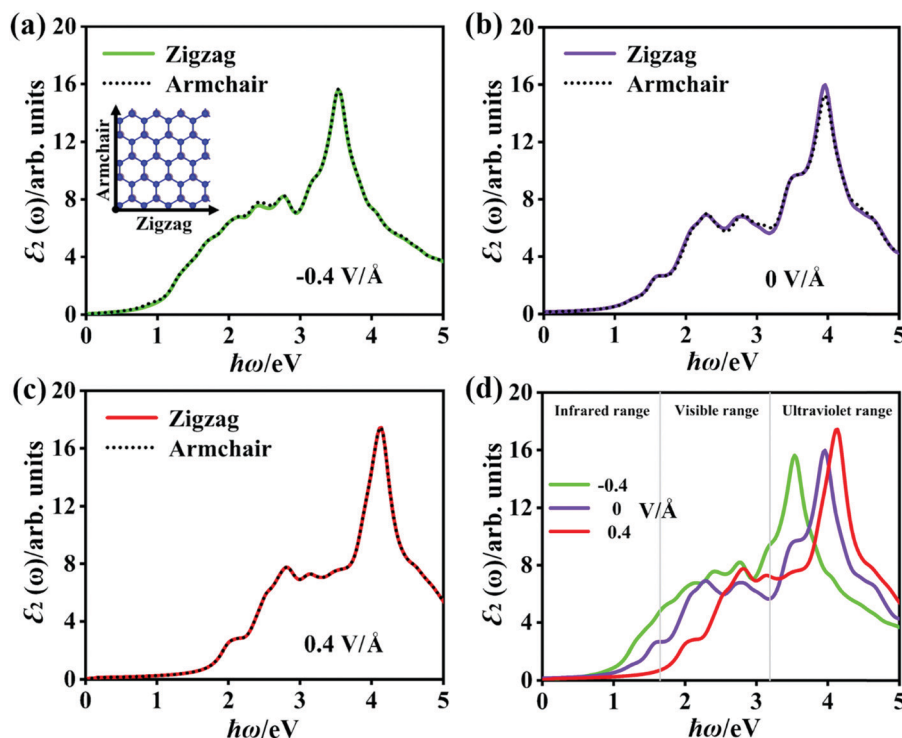 (a)
20
16
12
8
4
0
ℰ₂ (ω)/arb. units
Zigzag
Armchair
Armchair
Zigzag
-0.4 V/Å
0 1 2 3 4 5
ħω/eV
(b)
20
16
12
8
4
0
ℰ₂ (ω)/arb. units
Zigzag
Armchair
0 V/Å
0 1 2 3 4 5
ħω/eV
(c)
20
16
12
8
4
0
ℰ₂ (ω)/arb. units
Zigzag
Armchair
0.4 V/Å
0 1 2 3 4 5
ħω/eV
(d)
20
16
12
8
4
0
ℰ₂ (ω)/arb. units
Infrared range Visible range Ultraviolet range
-0.4
0 V/Å
0.4
0 1 2 3 4 5
ħω/eV